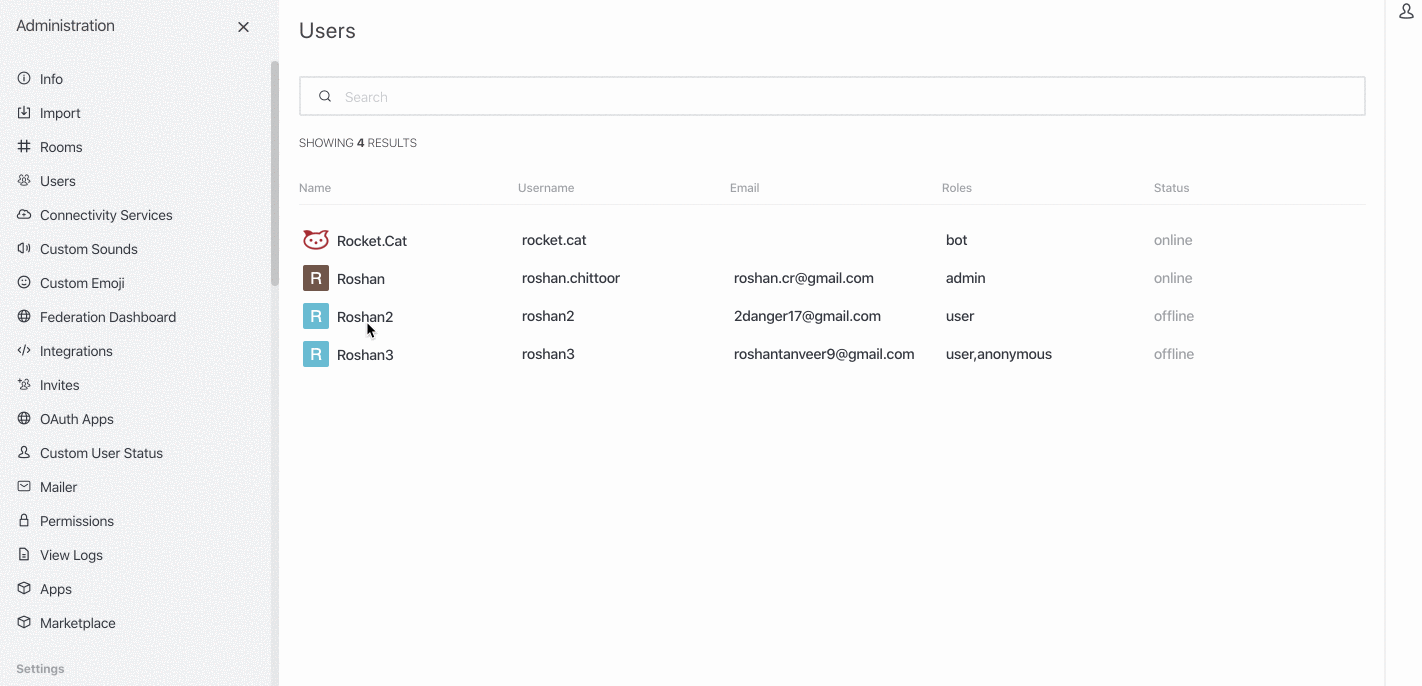 Administration
Info
Import
Rooms
Users
Connectivity Services
Custom Sounds
Custom Emoji
Federation Dashboard
Integrations
Invites
OAuth Apps
Custom User Status
Mailer
Permissions
View Logs
Apps
Marketplace
Settings
Users
Search
SHOWING 4 RESULTS
Name Username Email Roles Status
Rocket.Cat rocket.cat bot online
R Roshan roshan.chittoor roshan.cr@gmail.com admin online
R Roshan2 roshan2 2danger17@gmail.com user offline
R Roshan3 roshan3 roshantanveer9@gmail.com user,anonymous offline